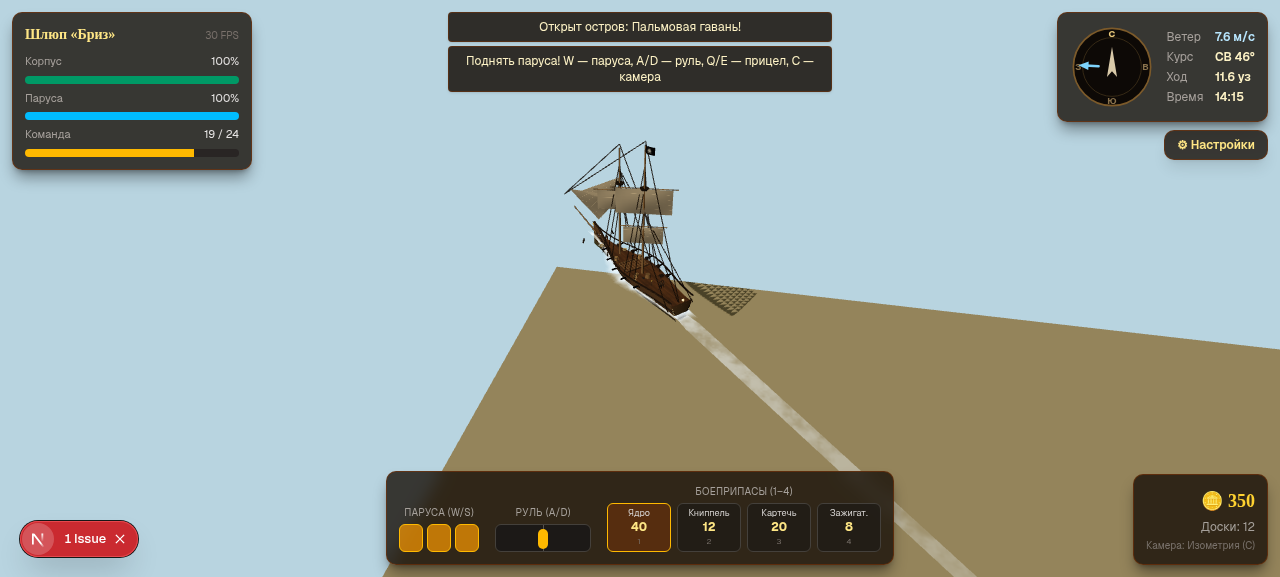 Шлюп «Бриз»
30 FPS
Корпус
100%
Паруса
100%
Команда
19 / 24
Открыт остров: Пальмовая гавань!
Поднять паруса! W — паруса, A/D — руль, Q/E — прицел, C —
камера
С
З
В
Ю
Ветер 7.6 м/с
Курс СВ 46°
Ход 11.6 уз
Время 14:15
⚙ Настройки
ПАРУСА (W/S)
РУЛЬ (A/D)
БОЕПРИПАСЫ (1–4)
Ядро
40
1
Книппель
12
2
Картечь
20
3
Зажигат.
8
4
N
1 Issue
350
Доски: 12
Камера: Изометрия (C)